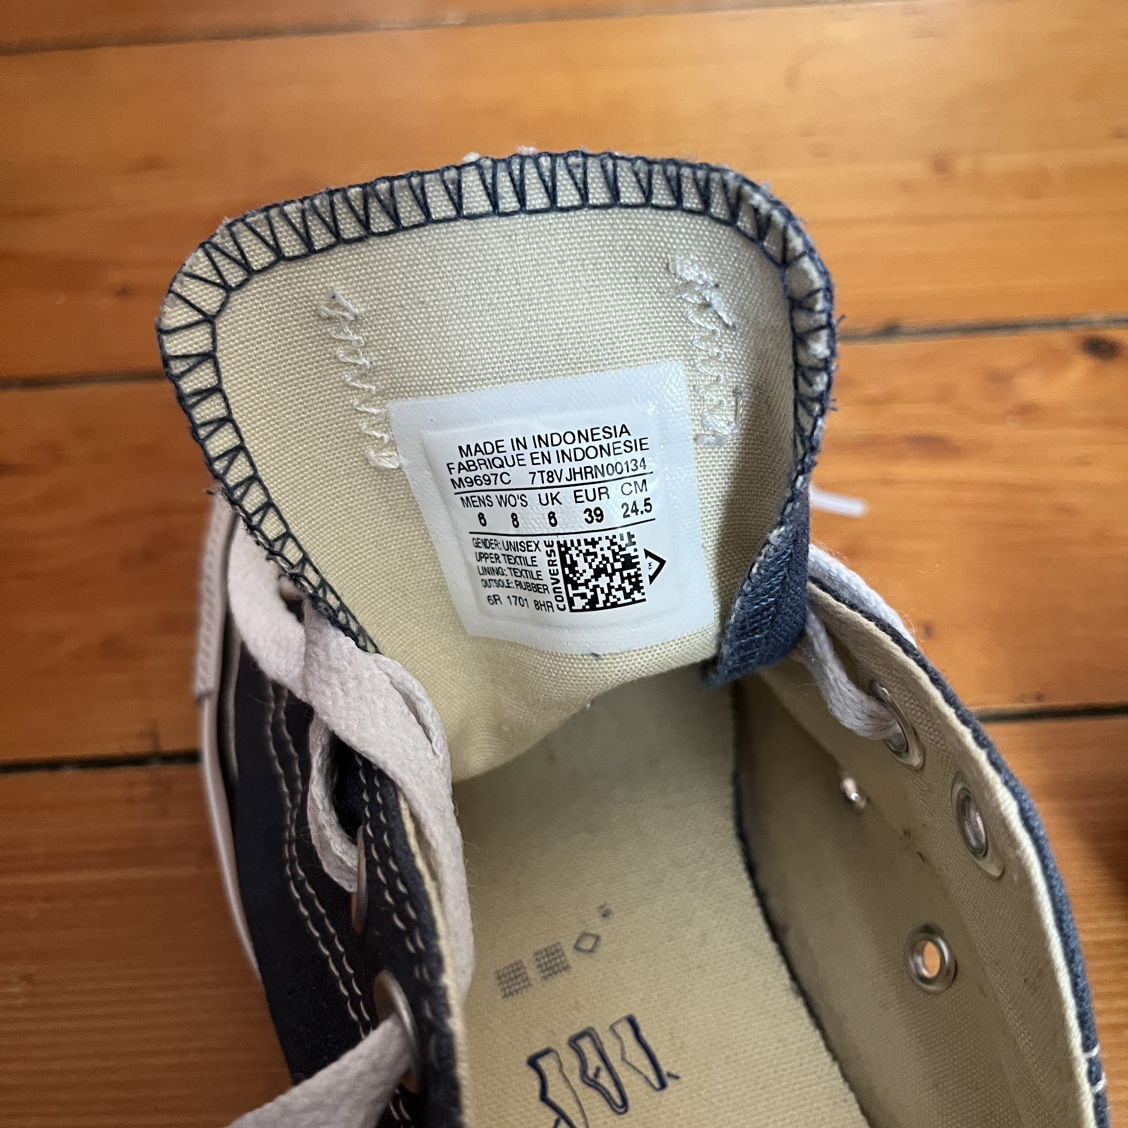 MADE IN INDONESIA
FABRIQUE EN INDONESIE
M9697C 7T8VJHRN00134
MENS WO'S UK EUR CM
6 8 6 39 24.5
GENDER: UNISEX
UPPER TEXTILE
LINING: TEXTILE
OUTSOLE: RUBBER
6R 1701 8HR
CONVERSE
TM